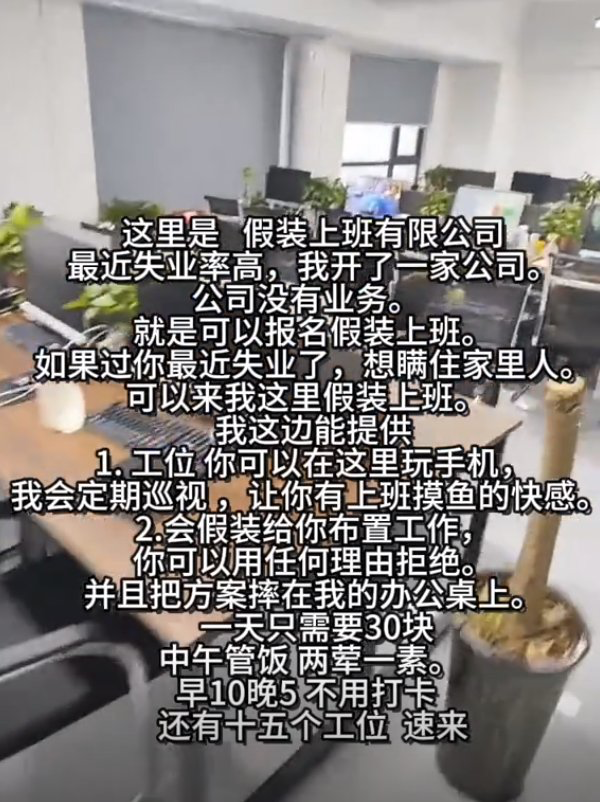 这里是 假装上班有限公司
最近失业率高，我开了一家公司。
公司没有业务。
就是可以报名假装上班。
如果过你最近失业了，想瞒住家里人。
可以来我这里假装上班。
我这边能提供
1. 工位 你可以在这里玩手机，
我会定期巡视，让你有上班摸鱼的快感。
2.会假装给你布置工作，
你可以用任何理由拒绝。
并且把方案摔在我的办公桌上。
一天只需要30块
中午管饭 两荤一素。
早10晚5 不用打卡
还有十五个工位 速来